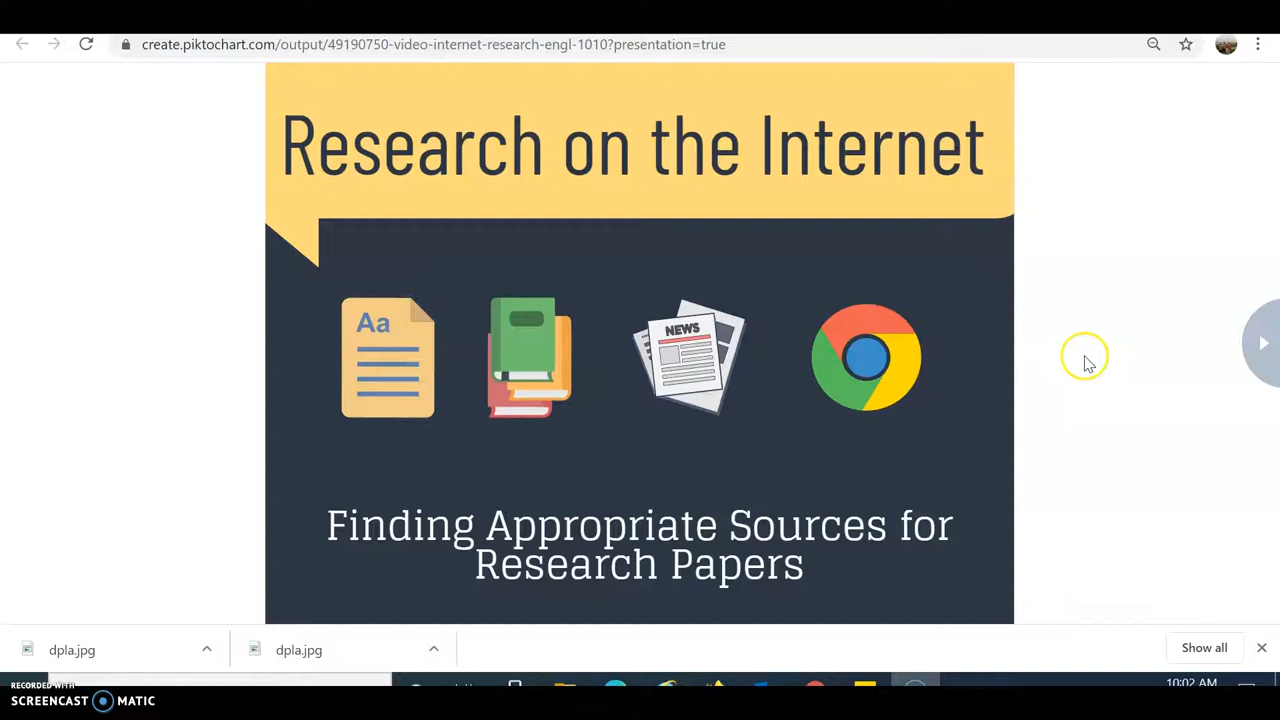 create.piktochart.com/output/49190750-video-internet-research-engl-1010?presentation=true
Research on the Internet
Aa
NEWS
Finding Appropriate Sources for
Research Papers
dpla.jpg
dpla.jpg
Show all
10:02 AM
RECORDED WITH
SCREENCAST MATIC